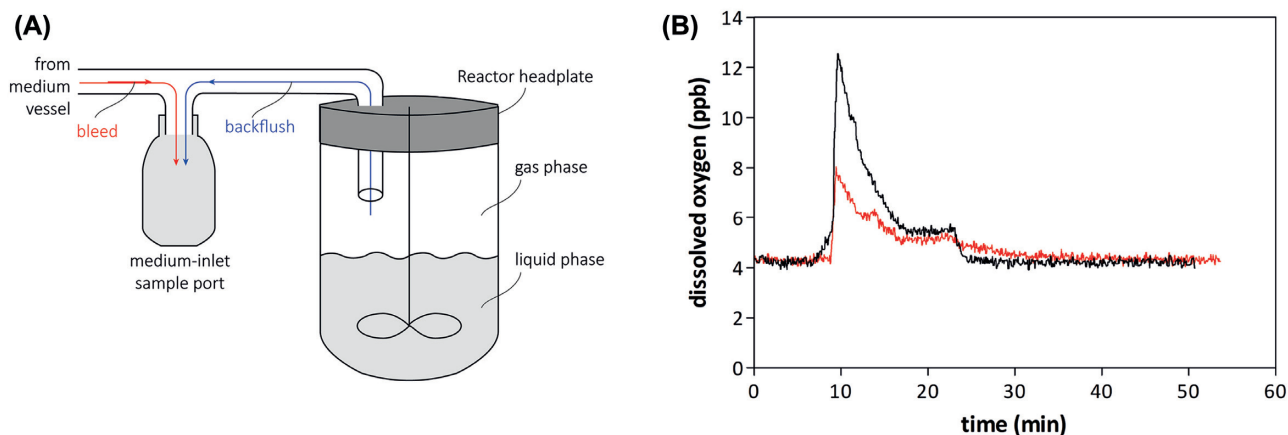 (A)
from
medium
vessel
bleed
backflush
medium-inlet
sample port
Reactor headplate
gas phase
liquid phase
(B)
dissolved oxygen (ppb)
14
12
10
8
6
4
2
0
0 10 20 30 40 50 60
time (min)